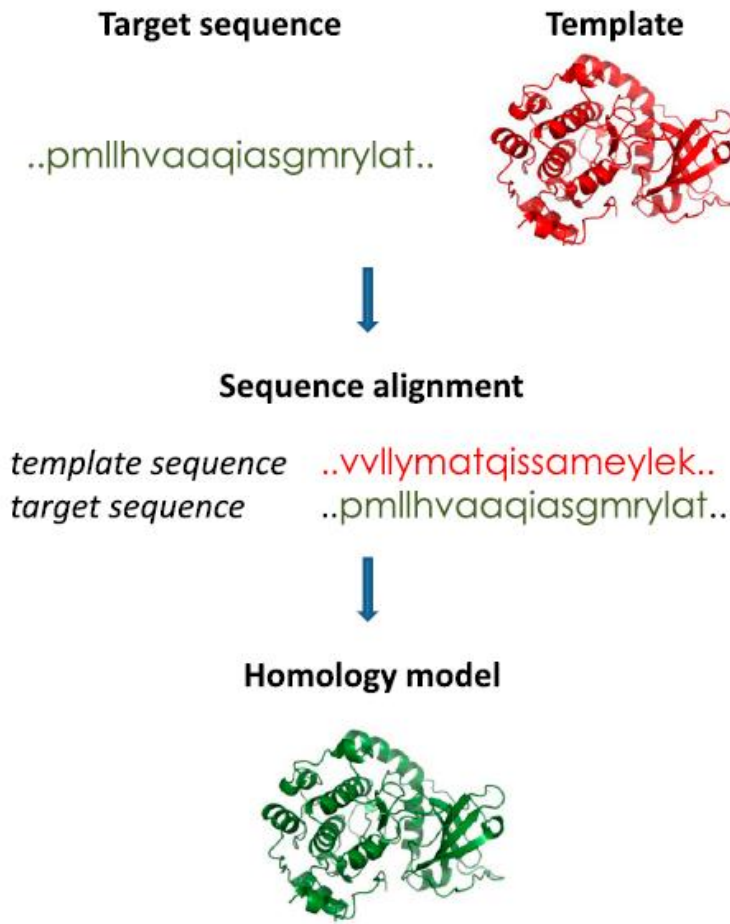 Target sequence
Template
..pmllhvaaqiasgmrylat..
Sequence alignment
template sequence ..vvllymatqissameylek..
target sequence ..pmllhvaaqiasgmrylat..
Homology model